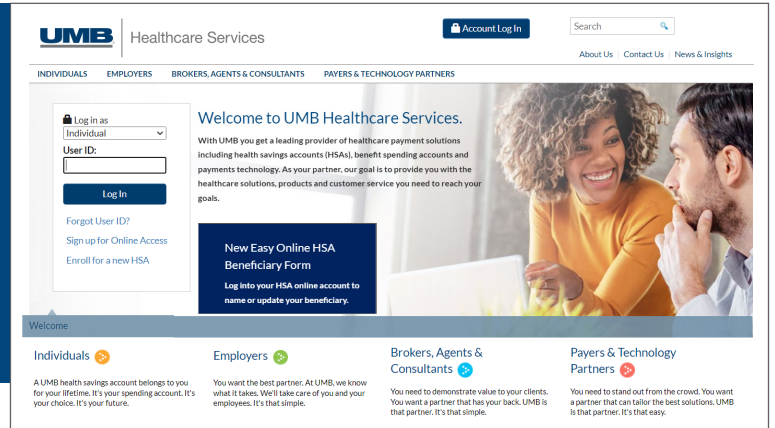 UMB Healthcare Services
Account Log In
Search
About Us | Contact Us | News & Insights
INDIVIDUALS EMPLOYERS BROKERS, AGENTS & CONSULTANTS PAYERS & TECHNOLOGY PARTNERS
Log in as
Individual
User ID:
Log In
Forgot User ID?
Sign up for Online Access
Enroll for a new HSA
Welcome to UMB Healthcare Services.
With UMB you get a leading provider of healthcare payment solutions
including health savings accounts (HSAs), benefit spending accounts and
payments technology. As your partner, our goal is to provide you with the
healthcare solutions, products and customer service you need to reach your
goals.
New Easy Online HSA
Beneficiary Form
Log into your HSA online account to
name or update your beneficiary.
Welcome
Individuals
A UMB health savings account belongs to you
for your lifetime. It's your spending account. It's
your choice. It's your future.
Employers
You want the best partner. At UMB, we know
what it takes. We'll take care of you and your
employees. It's that simple.
Brokers, Agents &
Consultants
You need to demonstrate value to your clients.
You want a partner that has your back. UMB is
that partner. It's that simple.
Payers & Technology
Partners
You need to stand out from the crowd. You want
a partner that can tailor the best solutions. UMB
is that partner. It's that easy.